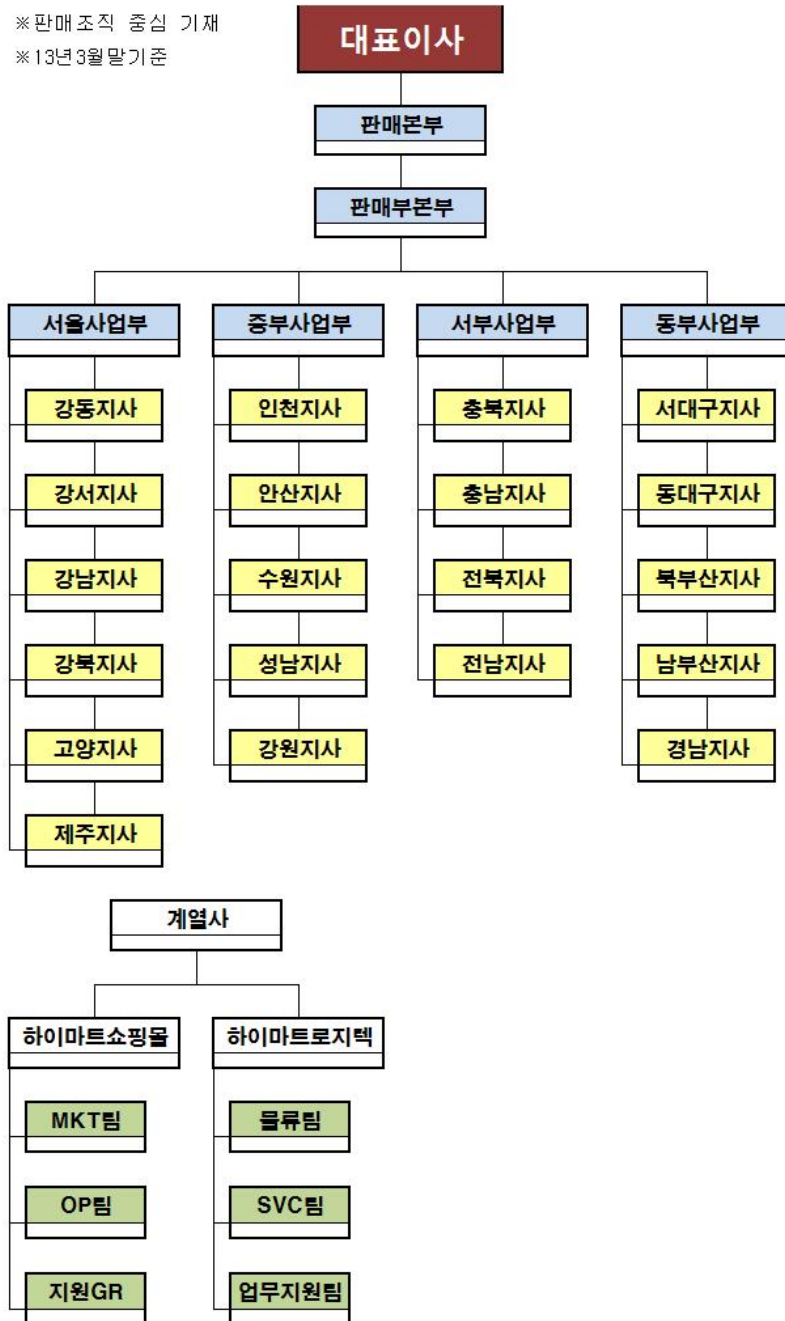 ※판매조직 중심 기재
※13년3월말기준
대표이사
판매본부
판매부본부
서울사업부 중부사업부 서부사업부 동부사업부
강동지사 인천지사 충북지사 서대구지사
강서지사 안산지사 충남지사 동대구지사
강남지사 수원지사 전북지사 북부산지사
강북지사 성남지사 전남지사 남부산지사
고양지사 강원지사 경남지사
제주지사
계열사
하이마트쇼핑몰 하이마트로지텍
MKT팀 물류팀
OP팀 SVC팀
지원GR 업무지원팀